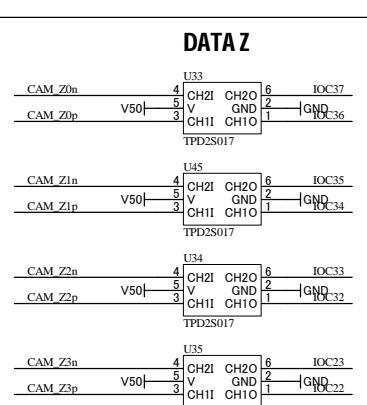 DATA Z
U33
CAM_Z0n 4 CH2I CH2O 6 IOC37
V50 5 V GND 2 GND
CAM_Z0p 3 CH1I CH1O 1 IOC36
TPD2S017
U45
CAM_Z1n 4 CH2I CH2O 6 IOC35
V50 5 V GND 2 GND
CAM_Z1p 3 CH1I CH1O 1 IOC34
TPD2S017
U34
CAM_Z2n 4 CH2I CH2O 6 IOC33
V50 5 V GND 2 GND
CAM_Z2p 3 CH1I CH1O 1 IOC32
TPD2S017
U35
CAM_Z3n 4 CH2I CH2O 6 IOC23
V50 5 V GND 2 GND
CAM_Z3p 3 CH1I CH1O 1 IOC22